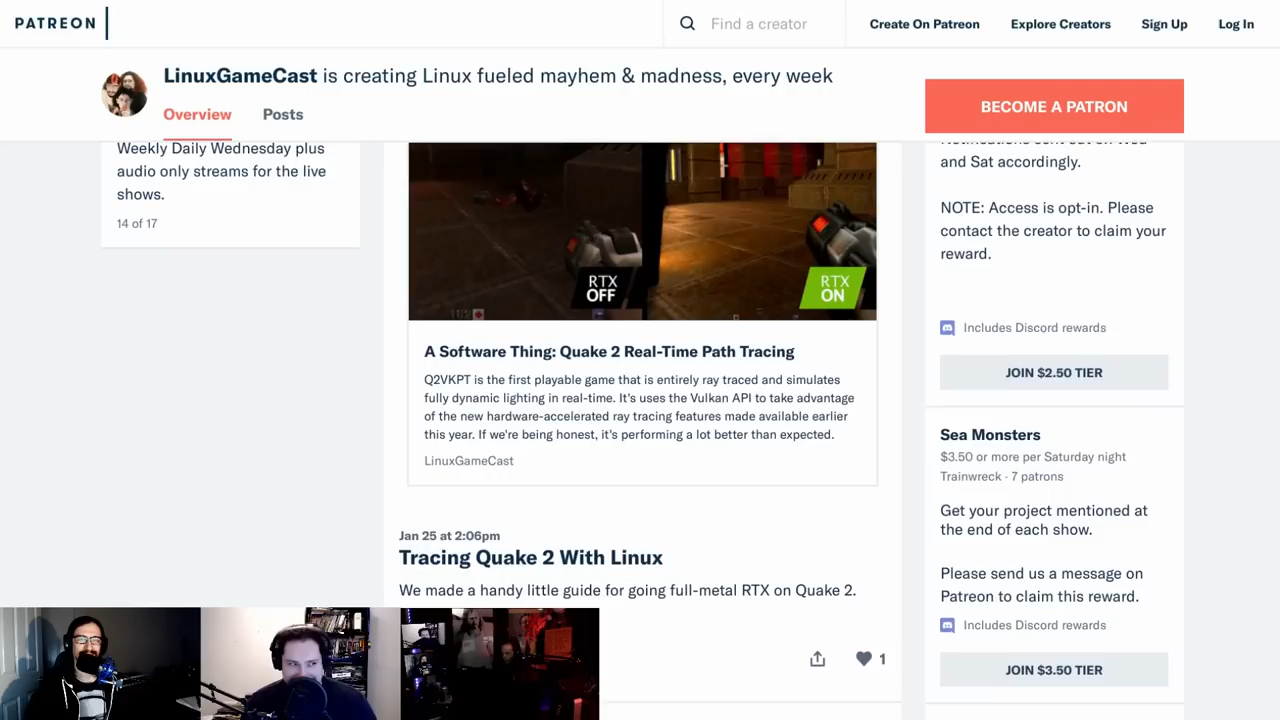 PATREON
Find a creator
Create On Patreon
Explore Creators
Sign Up
Log In
LinuxGameCast is creating Linux fueled mayhem & madness, every week
Overview
Posts
BECOME A PATRON
Weekly Daily Wednesday plus
audio only streams for the live
shows.
14 of 17
RTX
OFF
RTX
ON
A Software Thing: Quake 2 Real-Time Path Tracing
Q2VKPT is the first playable game that is entirely ray traced and simulates
fully dynamic lighting in real-time. It's uses the Vulkan API to take advantage
of the new hardware-accelerated ray tracing features made available earlier
this year. If we're being honest, it's performing a lot better than expected.
LinuxGameCast
Jan 25 at 2:06pm
Tracing Quake 2 With Linux
We made a handy little guide for going full-metal RTX on Quake 2.
1
Notifications sent out on Wed
and Sat accordingly.
NOTE: Access is opt-in. Please
contact the creator to claim your
reward.
Includes Discord rewards
JOIN $2.50 TIER
Sea Monsters
$3.50 or more per Saturday night
Trainwreck · 7 patrons
Get your project mentioned at
the end of each show.
Please send us a message on
Patreon to claim this reward.
Includes Discord rewards
JOIN $3.50 TIER